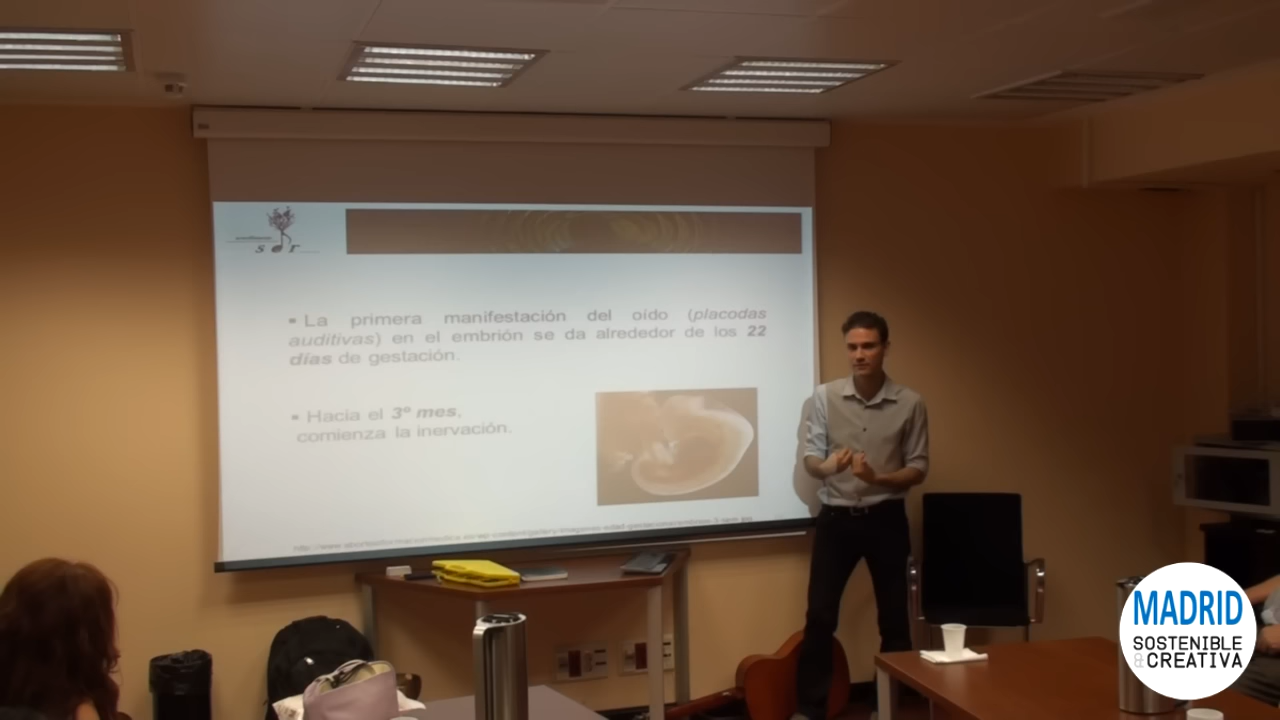 s r
▪ La primera manifestación del oído (placodas
auditivas) en el embrión se da alrededor de los 22
días de gestación.
▪ Hacia el 3º mes,
comienza la inervación.
MADRID
SOSTENIBLE
& CREATIVA